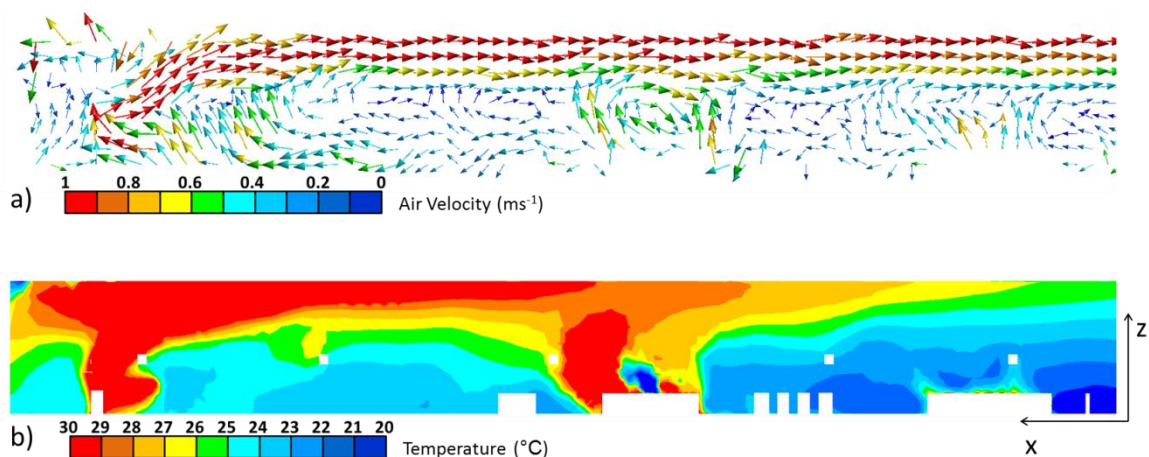 1 0.8 0.6 0.4 0.2 0
a) Air Velocity (ms⁻¹)
z
30 29 28 27 26 25 24 23 22 21 20
b) Temperature (°C)
x